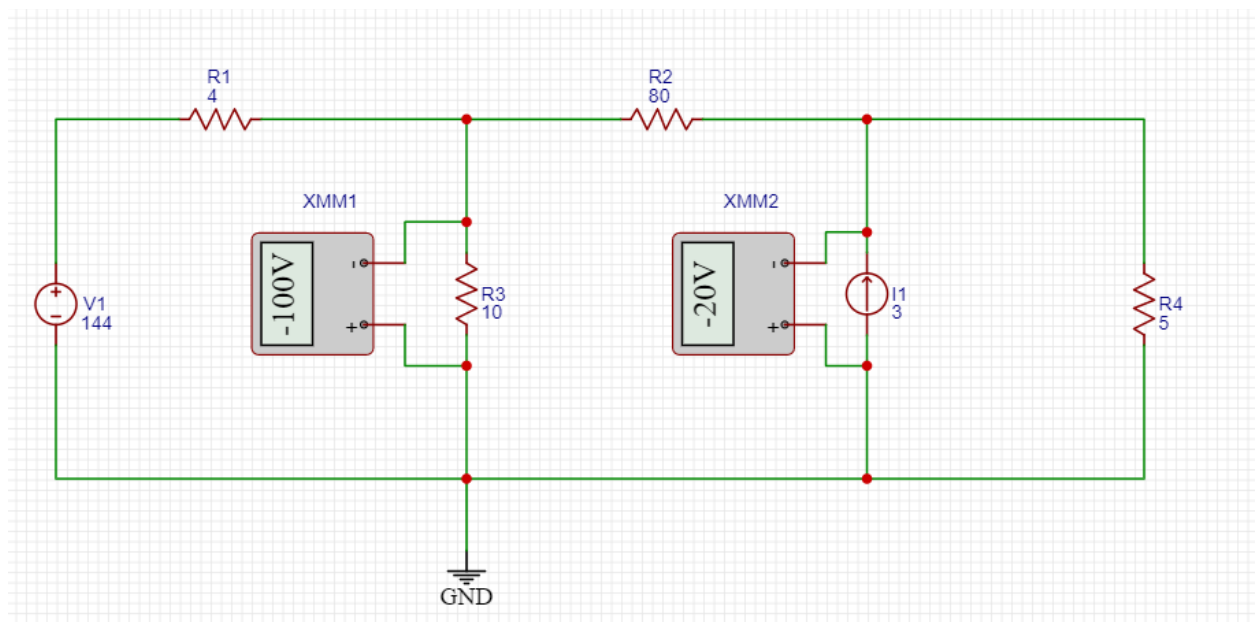 R1
4
R2
80
XMM1
XMM2
-100V
-
+
-20V
-
+
+
-
V1
144
R3
10
I1
3
R4
5
GND